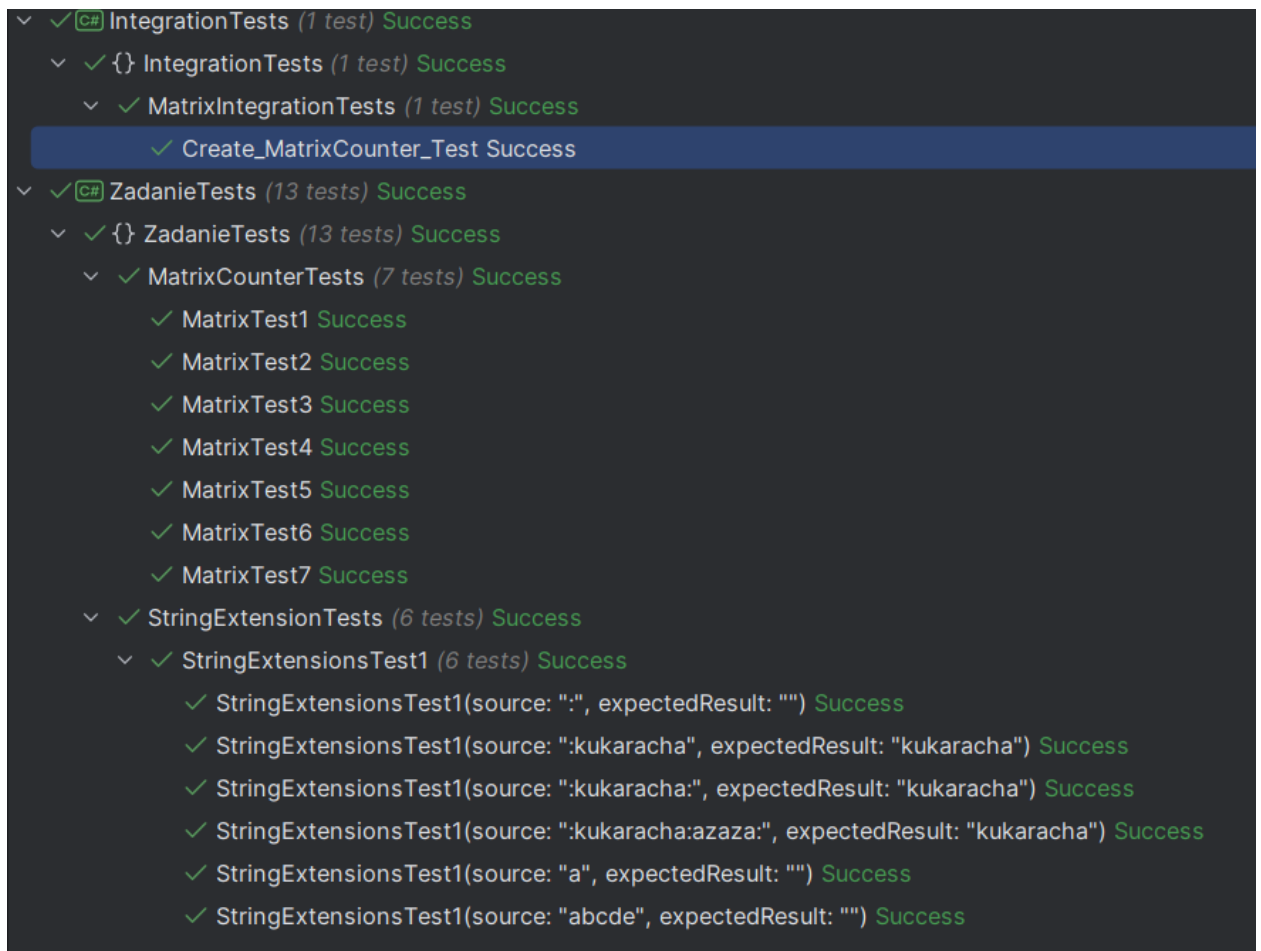 C# IntegrationTests (1 test) Success
{} IntegrationTests (1 test) Success
MatrixIntegrationTests (1 test) Success
Create_MatrixCounter_Test Success
C# ZadanieTests (13 tests) Success
{} ZadanieTests (13 tests) Success
MatrixCounterTests (7 tests) Success
MatrixTest1 Success
MatrixTest2 Success
MatrixTest3 Success
MatrixTest4 Success
MatrixTest5 Success
MatrixTest6 Success
MatrixTest7 Success
StringExtensionTests (6 tests) Success
StringExtensionsTest1 (6 tests) Success
StringExtensionsTest1(source: ":", expectedResult: "") Success
StringExtensionsTest1(source: ":kukaracha", expectedResult: "kukaracha") Success
StringExtensionsTest1(source: ":kukaracha:", expectedResult: "kukaracha") Success
StringExtensionsTest1(source: ":kukaracha:azaza:", expectedResult: "kukaracha") Success
StringExtensionsTest1(source: "a", expectedResult: "") Success
StringExtensionsTest1(source: "abcde", expectedResult: "") Success